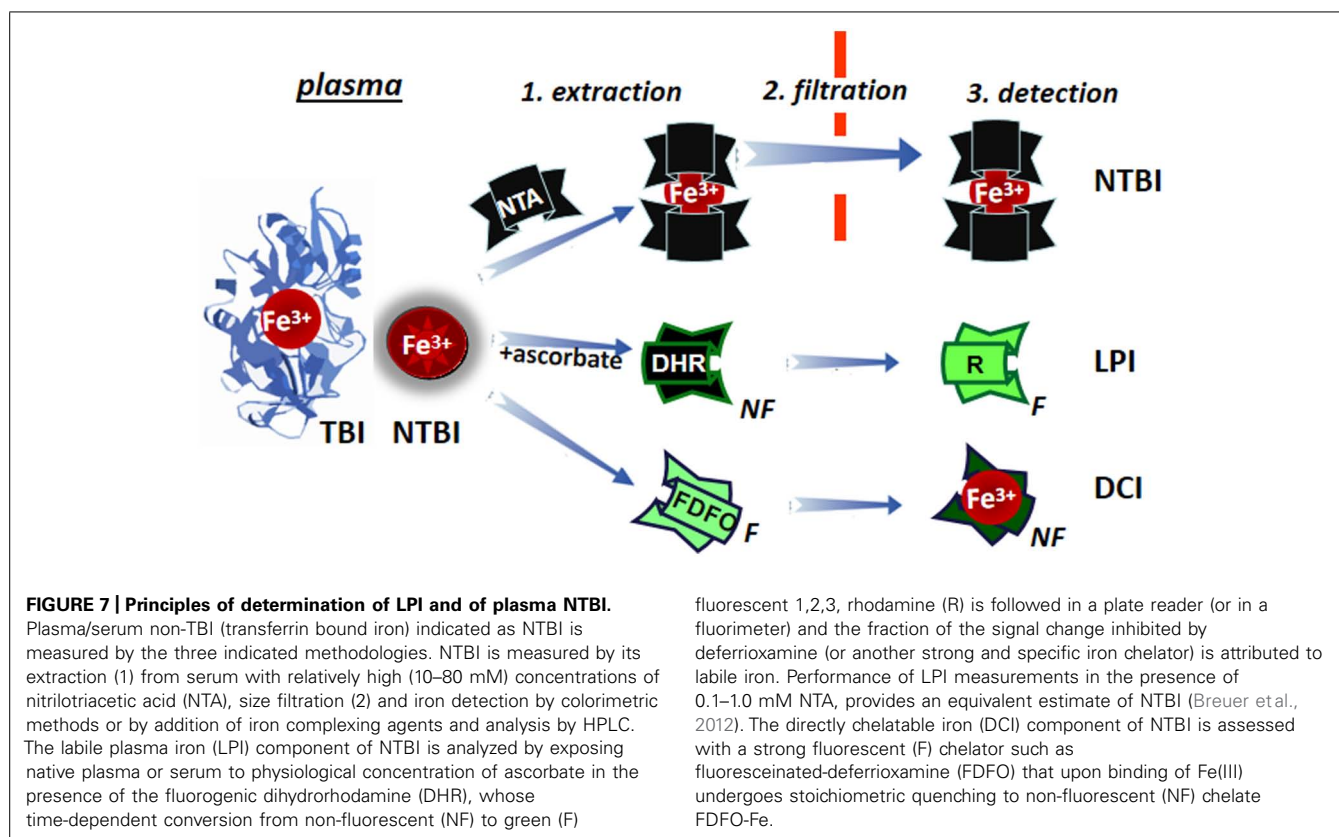 plasma
1. extraction
2. filtration
3. detection
NTA
Fe³⁺
Fe³⁺
NTBI
Fe³⁺
Fe³⁺
+ascorbate
DHR
NF
R
F
LPI
TBI NTBI
FDFO
F
Fe³⁺
NF
DCI
FIGURE 7 | Principles of determination of LPI and of plasma NTBI.
Plasma/serum non-TBI (transferrin bound iron) indicated as NTBI is
measured by the three indicated methodologies. NTBI is measured by its
extraction (1) from serum with relatively high (10–80 mM) concentrations of
nitrilotriacetic acid (NTA), size filtration (2) and iron detection by colorimetric
methods or by addition of iron complexing agents and analysis by HPLC.
The labile plasma iron (LPI) component of NTBI is analyzed by exposing
native plasma or serum to physiological concentration of ascorbate in the
presence of the fluorogenic dihydrorhodamine (DHR), whose
time-dependent conversion from non-fluorescent (NF) to green (F)
fluorescent 1,2,3, rhodamine (R) is followed in a plate reader (or in a
fluorimeter) and the fraction of the signal change inhibited by
deferrioxamine (or another strong and specific iron chelator) is attributed to
labile iron. Performance of LPI measurements in the presence of
0.1–1.0 mM NTA, provides an equivalent estimate of NTBI (Breuer et al.,
2012). The directly chelatable iron (DCI) component of NTBI is assessed
with a strong fluorescent (F) chelator such as
fluoresceinated-deferrioxamine (FDFO) that upon binding of Fe(III)
undergoes stoichiometric quenching to non-fluorescent (NF) chelate
FDFO-Fe.